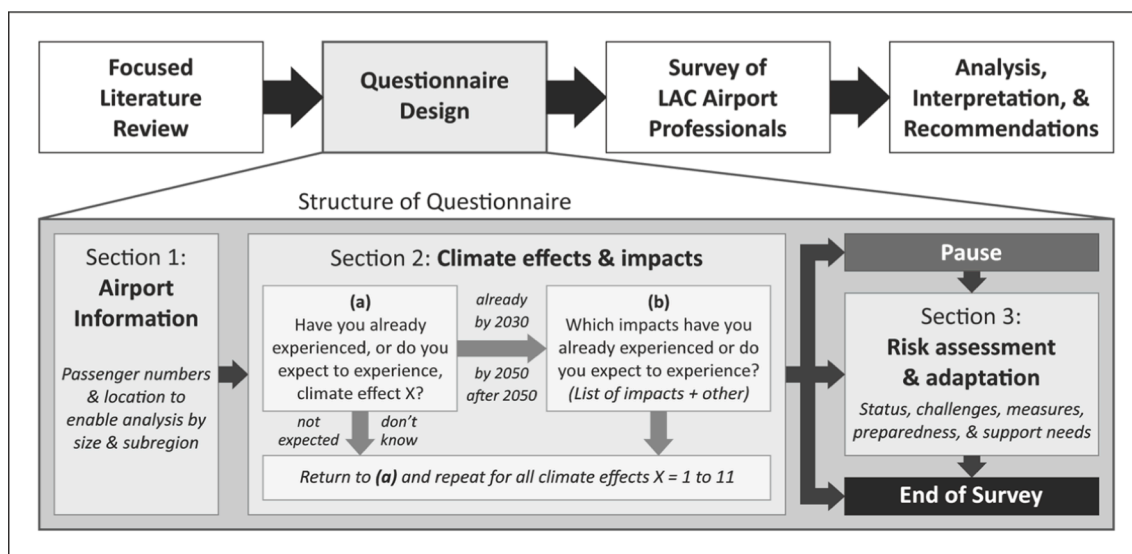 Focused
Literature
Review
Questionnaire
Design
Survey of
LAC Airport
Professionals
Analysis,
Interpretation, &
Recommendations
Structure of Questionnaire
Section 1:
Airport
Information
Passenger numbers
& location to
enable analysis by
size & subregion
Section 2: Climate effects & impacts
(a)
Have you already
experienced, or do you
expect to experience,
climate effect X?
already
by 2030
by 2050
after 2050
(b)
Which impacts have you
already experienced or do
you expect to experience?
(List of impacts + other)
not
expected
don't
know
Return to (a) and repeat for all climate effects X = 1 to 11
Pause
Section 3:
Risk assessment
& adaptation
Status, challenges, measures,
preparedness, & support needs
End of Survey